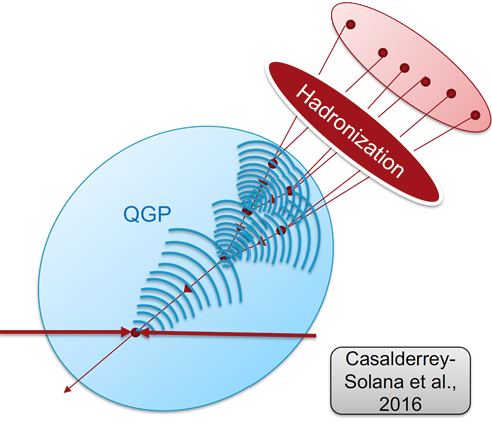 Hadronization
QGP
Casalderrey-
Solana et al.,
2016